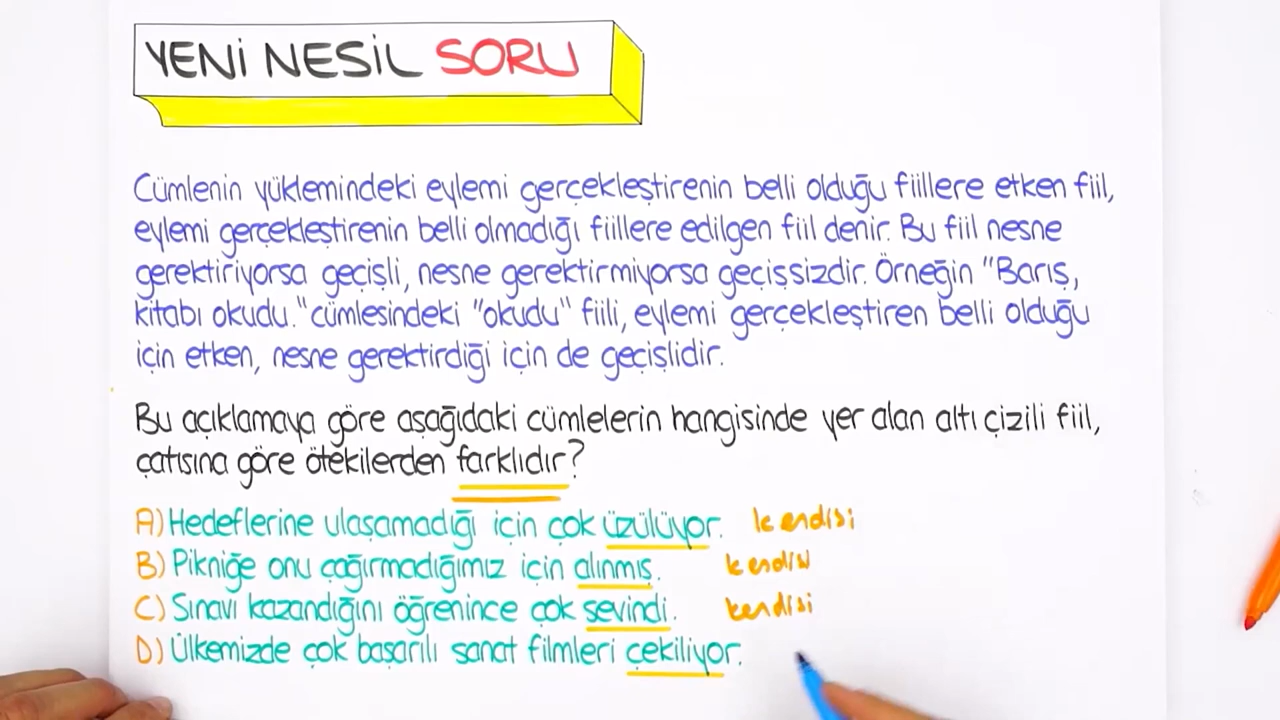 YENİ NESİL SORU
Cümlenin yüklemindeki eylemi gerçekleştirenin belli olduğu fiillere etken fiil,
eylemi gerçekleştirenin belli olmadığı fiillere edilgen fiil denir. Bu fiil nesne
gerektiriyorsa geçişli, nesne gerektirmiyorsa geçişsizdir. Örneğin "Barış,
kitabı okudu." cümlesindeki "okudu" fiili, eylemi gerçekleştiren belli olduğu
için etken, nesne gerektirdiği için de geçişlidir.
Bu açıklamaya göre aşağıdaki cümlelerin hangisinde yer alan altı çizili fiil,
çatısına göre ötekilerden farklıdır?
A) Hedeflerine ulaşamadığı için çok üzülüyor. kendisi
B) Pikniğe onu çağırmadığımız için alınmış. kendisi
C) Sınavı kazandığını öğrenince çok sevindi. kendisi
D) Ülkemizde çok başarılı sanat filmleri çekiliyor.